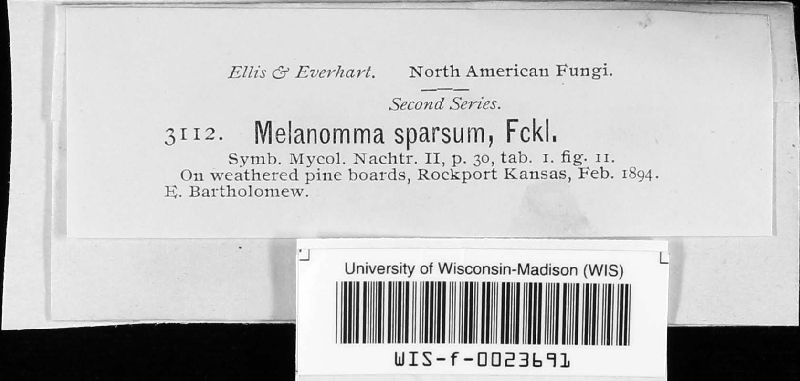 Ellis & Everhart. North American Fungi.
Second Series.
3112. Melanomma sparsum, Fckl.
Symb. Mycol. Nachtr. II, p. 30, tab. 1. fig. 11.
On weathered pine boards, Rockport Kansas, Feb. 1894.
E. Bartholomew.
University of Wisconsin-Madison (WIS)
WIS-f-0023691